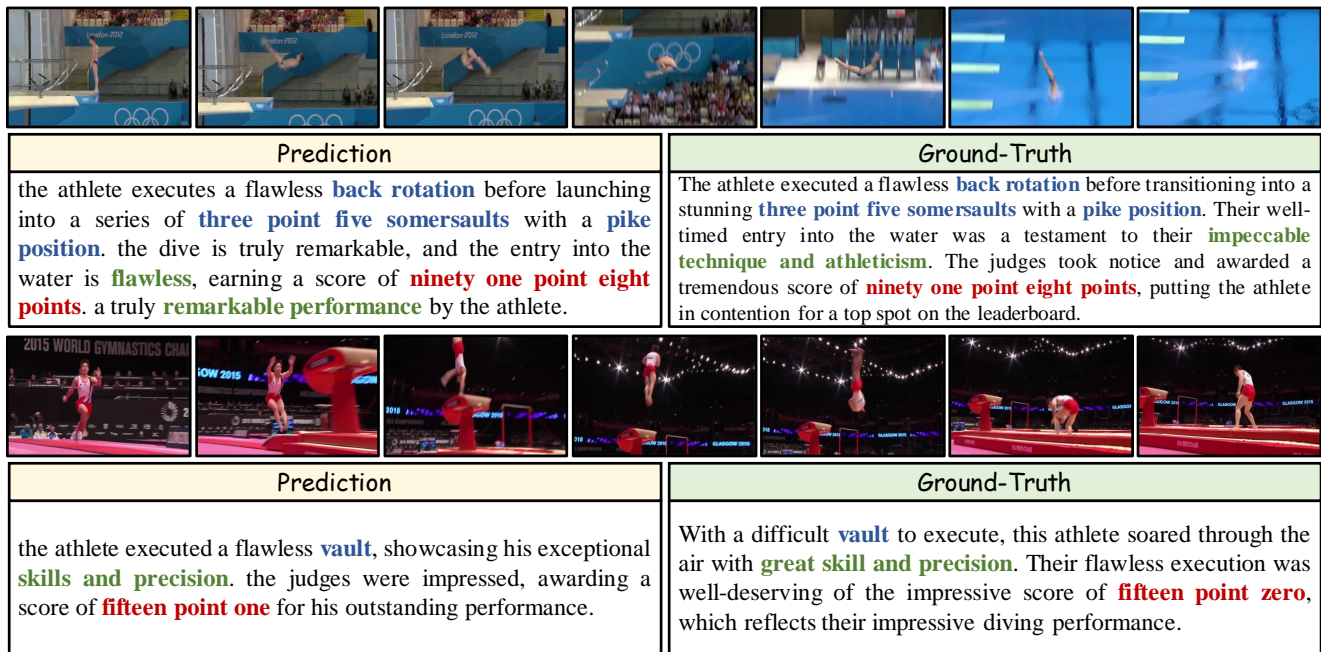 London 2012
London 2012
London 2012
Prediction
the athlete executes a flawless back rotation before launching
into a series of three point five somersaults with a pike
position. the dive is truly remarkable, and the entry into the
water is flawless, earning a score of ninety one point eight
points. a truly remarkable performance by the athlete.
Ground-Truth
The athlete executed a flawless back rotation before transitioning into a
stunning three point five somersaults with a pike position. Their well-
timed entry into the water was a testament to their impeccable
technique and athleticism. The judges took notice and awarded a
tremendous score of ninety one point eight points, putting the athlete
in contention for a top spot on the leaderboard.
2015 WORLD GYMNASTICS CHA
GLASGOW 2015
GLASGOW 2015
GLASGOW 2015
Prediction
the athlete executed a flawless vault, showcasing his exceptional
skills and precision. the judges were impressed, awarding a
score of fifteen point one for his outstanding performance.
Ground-Truth
With a difficult vault to execute, this athlete soared through the
air with great skill and precision. Their flawless execution was
well-deserving of the impressive score of fifteen point zero,
which reflects their impressive diving performance.